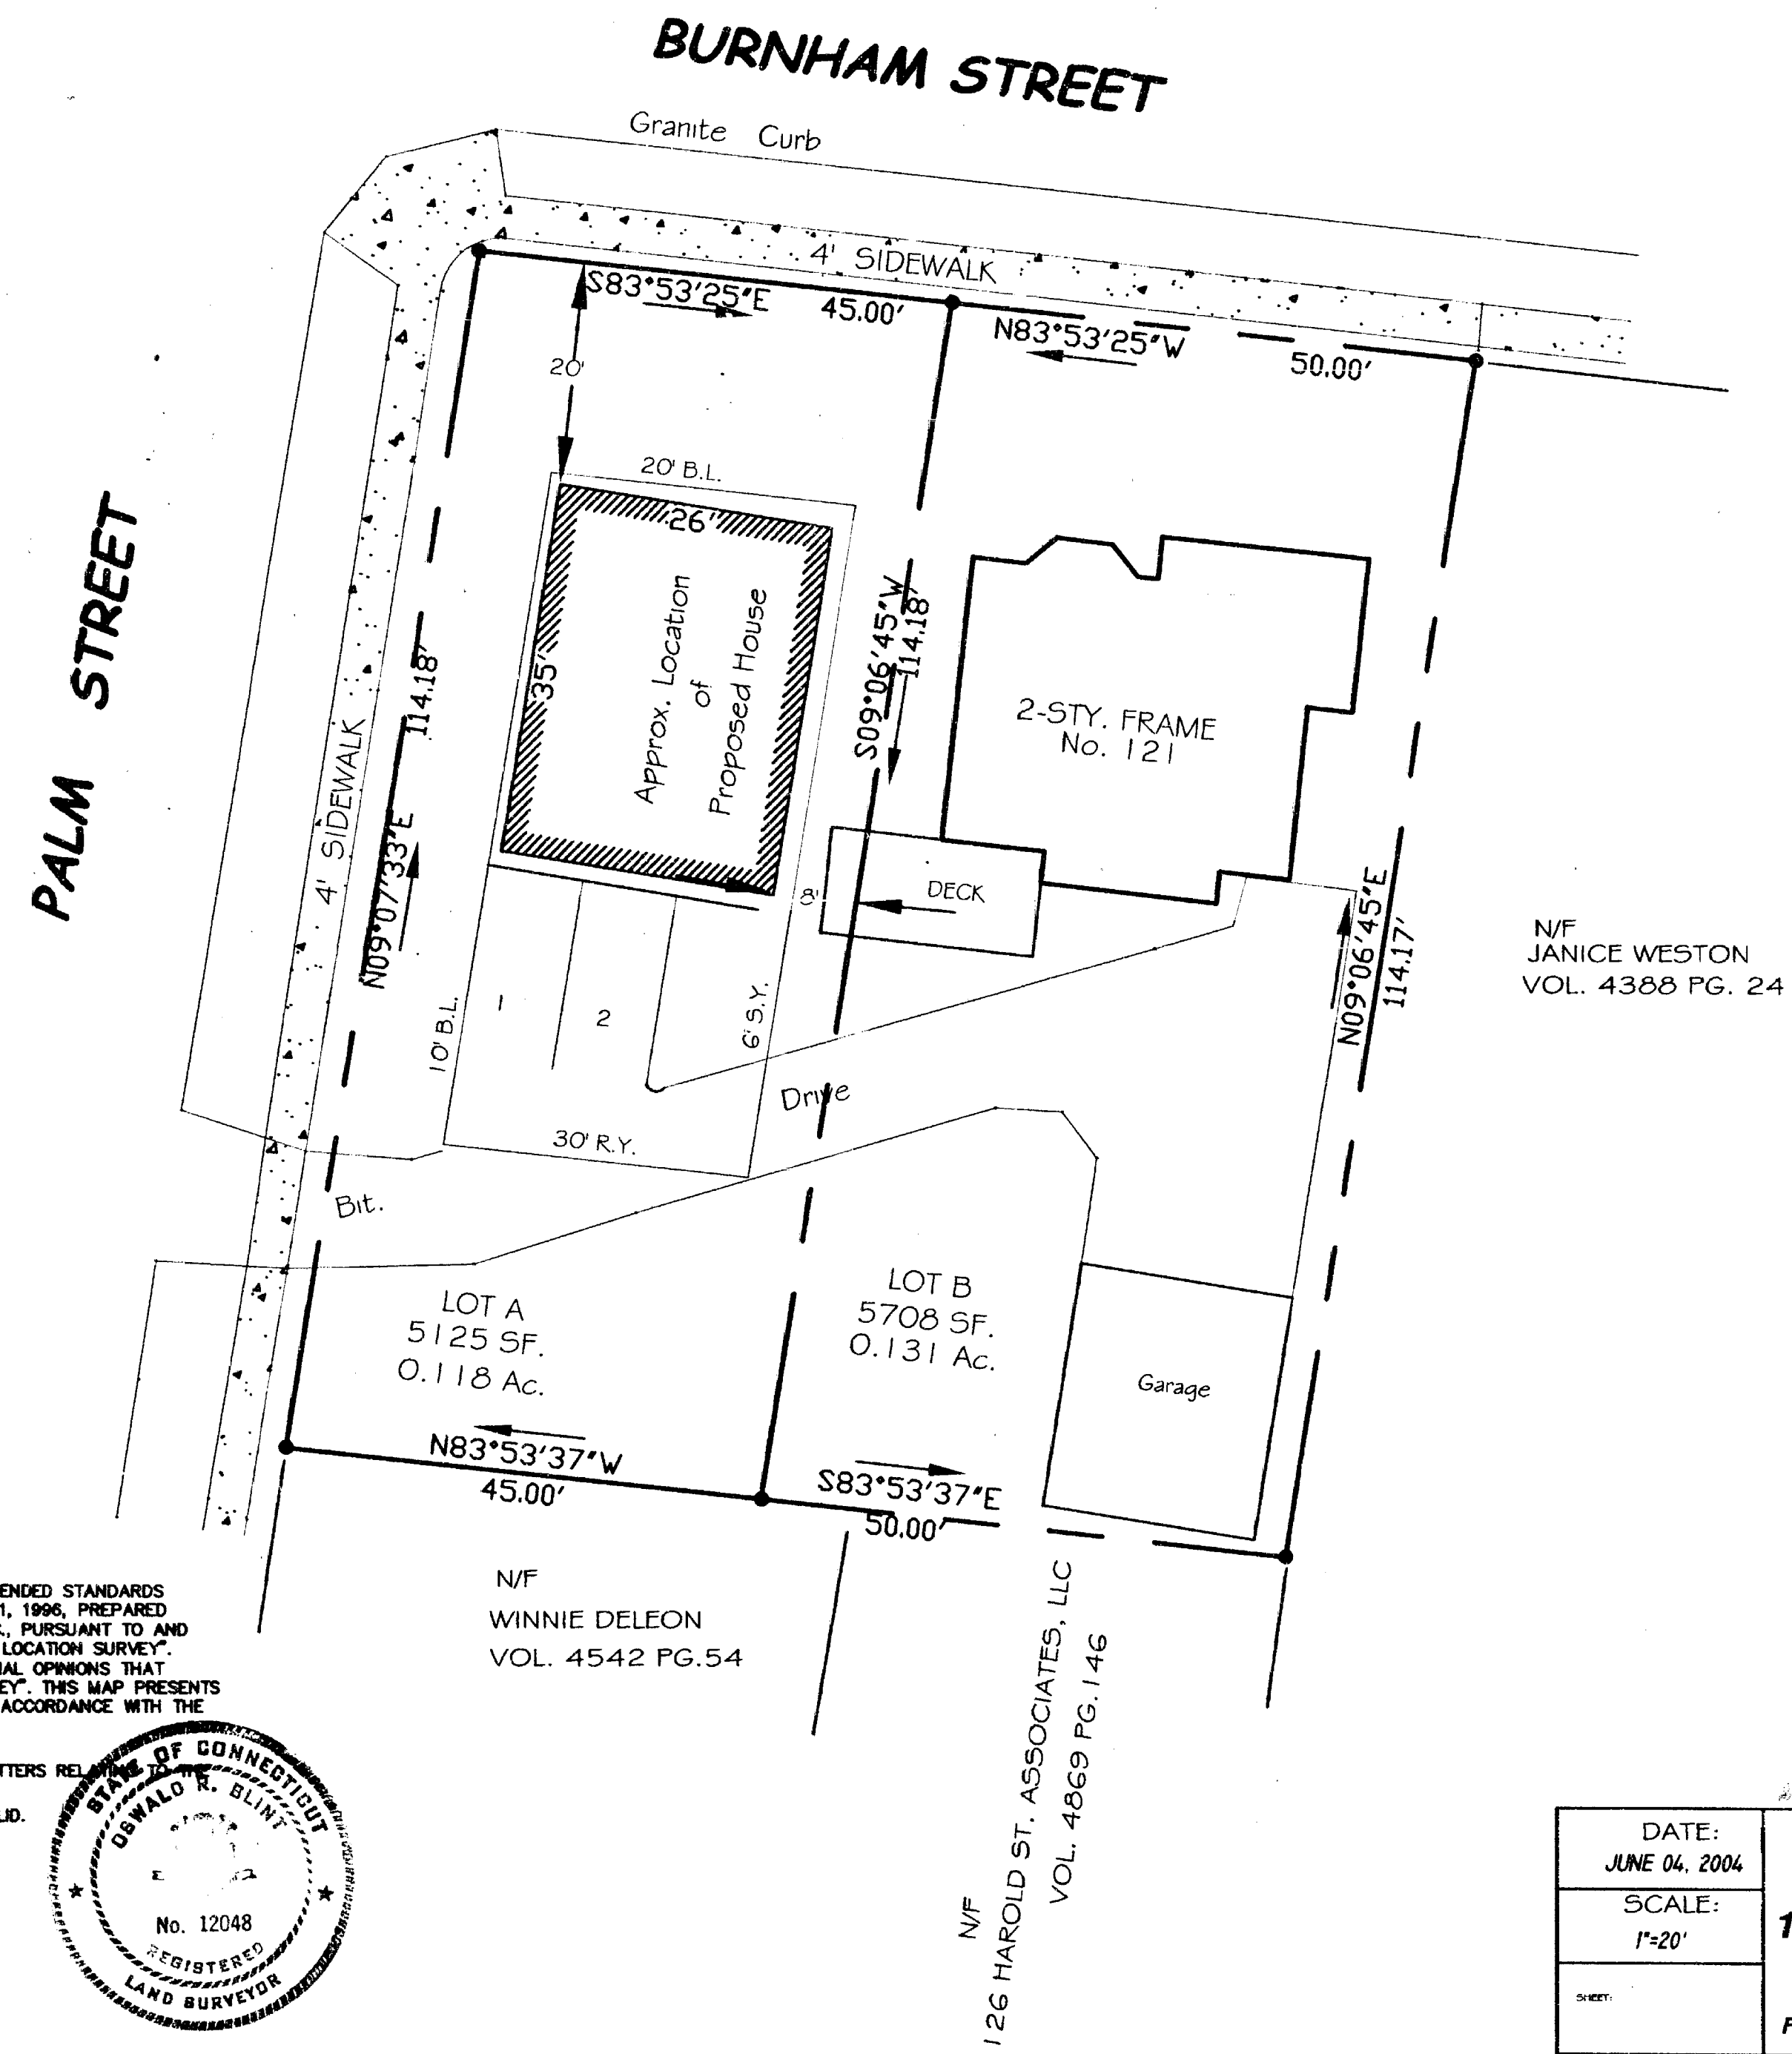 BURNHAM STREET
Granite Curb
4' SIDEWALK
S83°53'25"E 45.00'
N83°53'25"W 50.00'
20'
20' B.L.
26'
35'
Approx. Location
of
Proposed House
PALM STREET
4' SIDEWALK
N09°07'33"E 114.18'
S09°06'45"W
114.18'
2-STY. FRAME
No. 121
DECK
8'
N09°06'45"E
114.17'
N/F
JANICE WESTON
VOL. 4388 PG. 24
10' B.L.
1
2
6' S.Y.
30' R.Y.
Drive
Bit.
LOT A
5125 SF.
0.118 Ac.
LOT B
5708 SF.
0.131 Ac.
Garage
N83°53'37"W
45.00'
S83°53'37"E
50.00'
N/F
WINNIE DELEON
VOL. 4542 PG.54
N/F
126 HAROLD ST. ASSOCIATES, LLC
VOL. 4869 PG.146
ENDED STANDARDS
1, 1996, PREPARED
., PURSUANT TO AND
LOCATION SURVEY".
AL OPINIONS THAT
EY". THIS MAP PRESENTS
ACCORDANCE WITH THE
TTERS RELATING TO THE
LID.
STATE OF CONNECTICUT
OSWALD R. BLINT
No. 12048
REGISTERED
LAND SURVEYOR
DATE:
JUNE 04, 2004
SCALE:
1"=20'
SHEET:
1
F